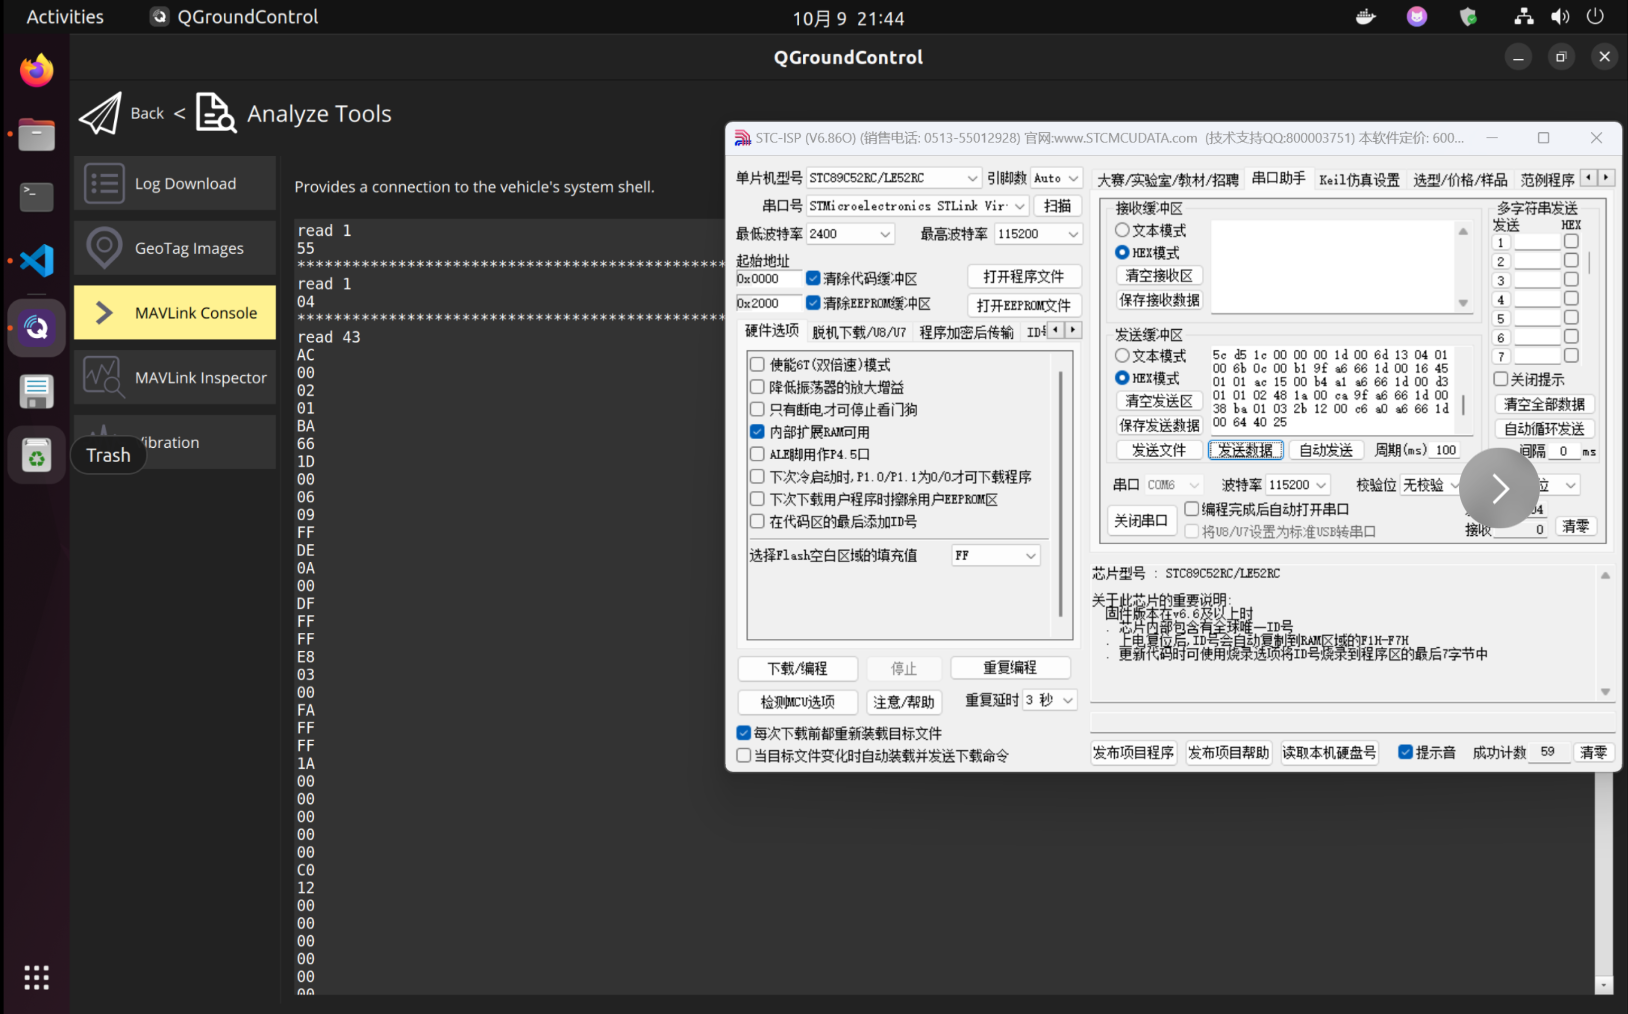 Activities
QGroundControl
10月 9 21:44
QGroundControl
Back
<
Analyze Tools
Log Download
GeoTag Images
MAVLink Console
MAVLink Inspector
Vibration
Trash
Provides a connection to the vehicle's system shell.
read 1
55
read 1
04
read 43
AC
00
02
01
BA
66
1D
00
06
09
FF
DE
0A
00
DF
FF
FF
E8
03
00
FA
FF
FF
1A
00
00
00
00
00
C0
12
00
00
00
00
00
00
STC-ISP (V6.86O) (销售电话: 0513-55012928) 官网:www.STCMCUDATA.com (技术支持QQ:800003751) 本软件定价: 600...
单片机型号 STC89C52RC/LE52RC 引脚数 Auto
串口号 STMicroelectronics STLink Vir 扫描
最低波特率 2400 最高波特率 115200
起始地址
0x0000 清除代码缓冲区 打开程序文件
0x2000 清除EEPROM缓冲区 打开EEPROM文件
硬件选项 脱机下载/U8/U7 程序加密后传输
使能6T(双倍速)模式
降低振荡器的放大增益
只有断电才可停止看门狗
内部扩展RAM可用
ALE脚用作P4.5口
下次冷启动时,P1.0/P1.1为0/0才可下载程序
下次下载用户程序时擦除用户EEPROM区
在代码区的最后添加ID号
选择Flash空白区域的填充值 FF
下载/编程 停止 重复编程
检测MCU选项 注意/帮助 重复延时 3 秒
每次下载前都重新装载目标文件
当目标文件变化时自动装载并发送下载命令
大赛/实验室/教材/招聘 串口助手 Keil仿真设置 选型/价格/样品 范例程序
接收缓冲区
文本模式
HEX模式
清空接收区
保存接收数据
发送缓冲区
文本模式
HEX模式
清空发送区
保存发送数据
5c d5 1c 00 00 00 1d 00 6d 13 04 01
00 6b 0c 00 b1 9f a6 66 1d 00 16 45
01 01 ac 15 00 b4 a1 a6 66 1d 00 d3
01 01 02 48 1a 00 ca 9f a6 66 1d 00
38 ba 01 03 2b 12 00 c6 a0 a6 66 1d
00 64 40 25
发送文件 发送数据 自动发送 周期(ms) 100
多字符串发送
发送 HEX
1
2
3
4
5
6
7
关闭提示
清空全部数据
自动循环发送
间隔 0 ms
串口 COM6 波特率 115200 校验位 无校验 位
关闭串口 编程完成后自动打开串口
将U8/U7设置为标准USB转串口
04
接收 0 清零
芯片型号 : STC89C52RC/LE52RC
关于此芯片的重要说明:
固件版本在v6.6及以上时
. 芯片内部包含有全球唯一ID号
. 上电复位后,ID号会自动复制到RAM区域的F1H-F7H
. 更新代码时可使用烧录选项将ID号烧录到程序区的最后7字节中
发布项目程序 发布项目帮助 读取本机硬盘号 提示音 成功计数 59 清零